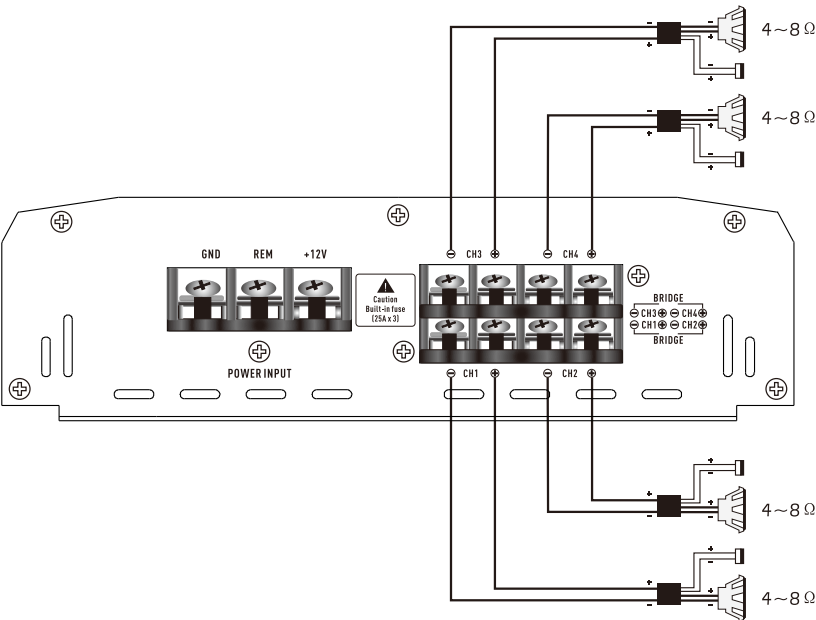 4~8 Ω
4~8 Ω
GND REM +12V
⊖ CH3 ⊕ ⊖ CH4 ⊕
Caution
Built-in fuse
(25A x 3)
BRIDGE
⊖ CH3 ⊕ ⊖ CH4 ⊕
⊖ CH1 ⊕ ⊖ CH2 ⊕
BRIDGE
POWER INPUT
⊖ CH1 ⊕ ⊖ CH2 ⊕
4~8 Ω
4~8 Ω